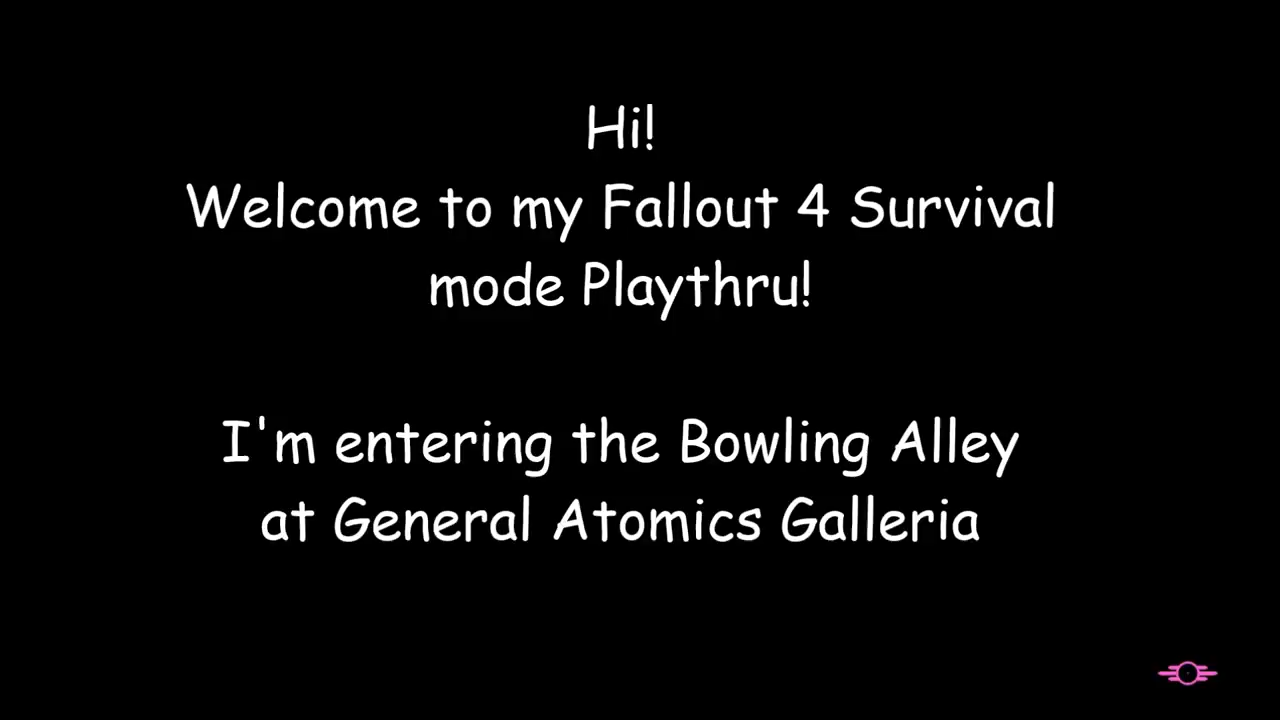 Hi!
Welcome to my Fallout 4 Survival
mode Playthru!
I'm entering the Bowling Alley
at General Atomics Galleria